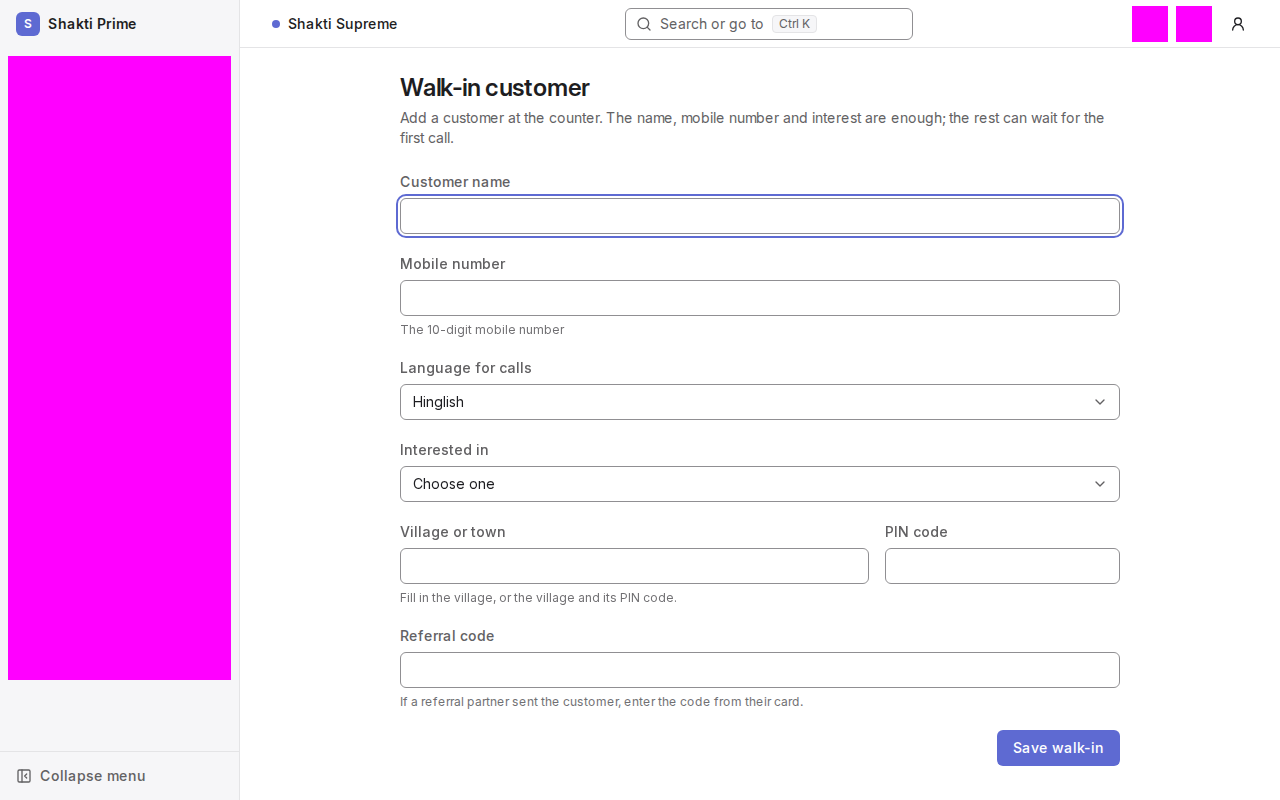 S Shakti Prime
Shakti Supreme
Search or go to Ctrl K
Walk-in customer
Add a customer at the counter. The name, mobile number and interest are enough; the rest can wait for the
first call.
Customer name
Mobile number
The 10-digit mobile number
Language for calls
Hinglish
Interested in
Choose one
Village or town PIN code
Fill in the village, or the village and its PIN code.
Referral code
If a referral partner sent the customer, enter the code from their card.
Save walk-in
Collapse menu